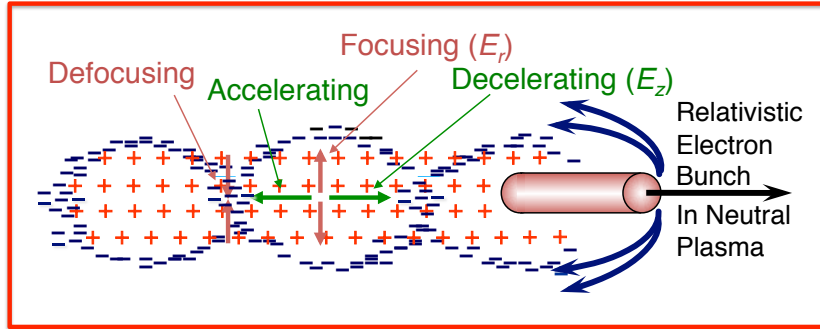 Focusing (E_r)
Defocusing
Decelerating (E_z)
Accelerating
Relativistic
Electron
Bunch
In Neutral
Plasma